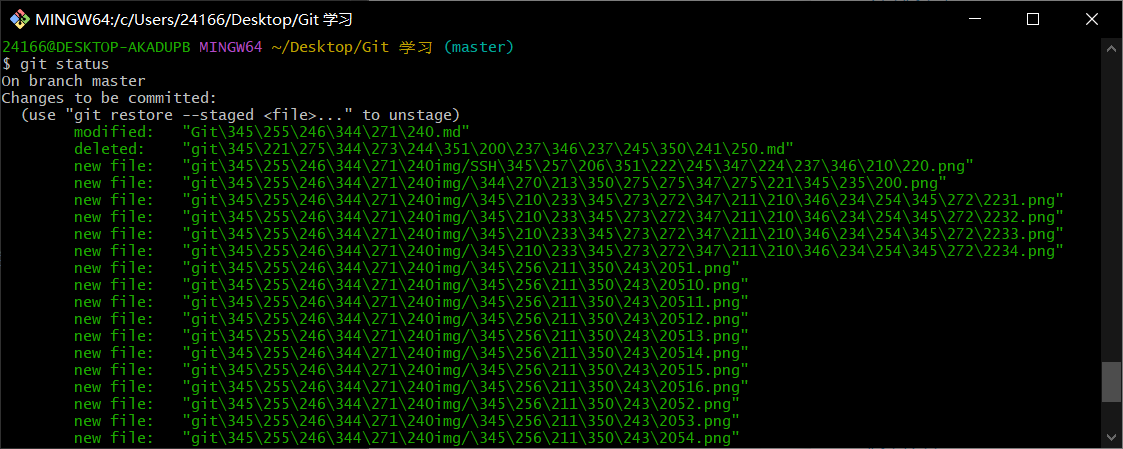 MINGW64:/c/Users/24166/Desktop/Git 学习
24166@DESKTOP-AKADUPB MINGW64 ~/Desktop/Git 学习 (master)
$ git status
On branch master
Changes to be committed:
  (use "git restore --staged <file>..." to unstage)
        modified:   "Git\345\255\246\344\271\240.md"
        deleted:    "git\345\221\275\344\273\244\351\200\237\346\237\245\350\241\250.md"
        new file:   "git\345\255\246\344\271\240img/SSH\345\257\206\351\222\245\347\224\237\346\210\220.png"
        new file:   "git\345\255\246\344\271\240img/\344\270\213\350\275\275\347\275\221\345\235\200.png"
        new file:   "git\345\255\246\344\271\240img/\345\210\233\345\273\272\347\211\210\346\234\254\345\272\2231.png"
        new file:   "git\345\255\246\344\271\240img/\345\210\233\345\273\272\347\211\210\346\234\254\345\272\2232.png"
        new file:   "git\345\255\246\344\271\240img/\345\210\233\345\273\272\347\211\210\346\234\254\345\272\2233.png"
        new file:   "git\345\255\246\344\271\240img/\345\210\233\345\273\272\347\211\210\346\234\254\345\272\2234.png"
        new file:   "git\345\255\246\344\271\240img/\345\256\211\350\243\2051.png"
        new file:   "git\345\255\246\344\271\240img/\345\256\211\350\243\20510.png"
        new file:   "git\345\255\246\344\271\240img/\345\256\211\350\243\20511.png"
        new file:   "git\345\255\246\344\271\240img/\345\256\211\350\243\20512.png"
        new file:   "git\345\255\246\344\271\240img/\345\256\211\350\243\20513.png"
        new file:   "git\345\255\246\344\271\240img/\345\256\211\350\243\20514.png"
        new file:   "git\345\255\246\344\271\240img/\345\256\211\350\243\20515.png"
        new file:   "git\345\255\246\344\271\240img/\345\256\211\350\243\20516.png"
        new file:   "git\345\255\246\344\271\240img/\345\256\211\350\243\2052.png"
        new file:   "git\345\255\246\344\271\240img/\345\256\211\350\243\2053.png"
        new file:   "git\345\255\246\344\271\240img/\345\256\211\350\243\2054.png"